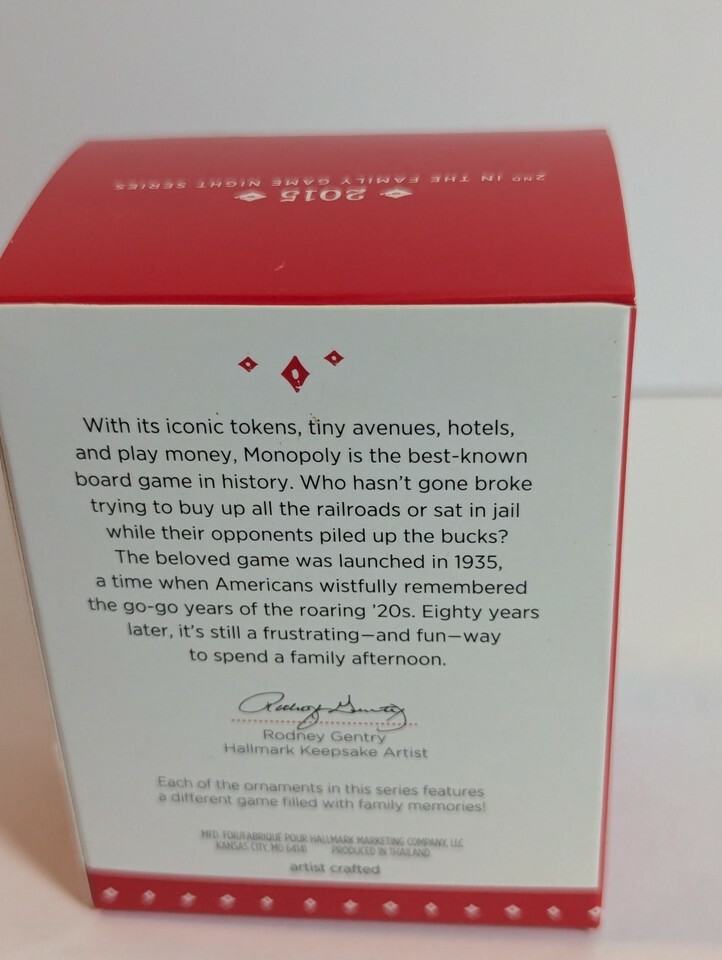 2ND IN THE FAMILY GAME NIGHT SERIES
2015
With its iconic tokens, tiny avenues, hotels,
and play money, Monopoly is the best-known
board game in history. Who hasn't gone broke
trying to buy up all the railroads or sat in jail
while their opponents piled up the bucks?
The beloved game was launched in 1935,
a time when Americans wistfully remembered
the go-go years of the roaring '20s. Eighty years
later, it's still a frustrating—and fun—way
to spend a family afternoon.
Rodney Gentry
Rodney Gentry
Hallmark Keepsake Artist
Each of the ornaments in this series features
a different game filled with family memories!
MFD. FOR/FABRIQUE POUR HALLMARK MARKETING COMPANY, LLC
KANSAS CITY, MO 64141 PRODUCED IN THAILAND
artist crafted